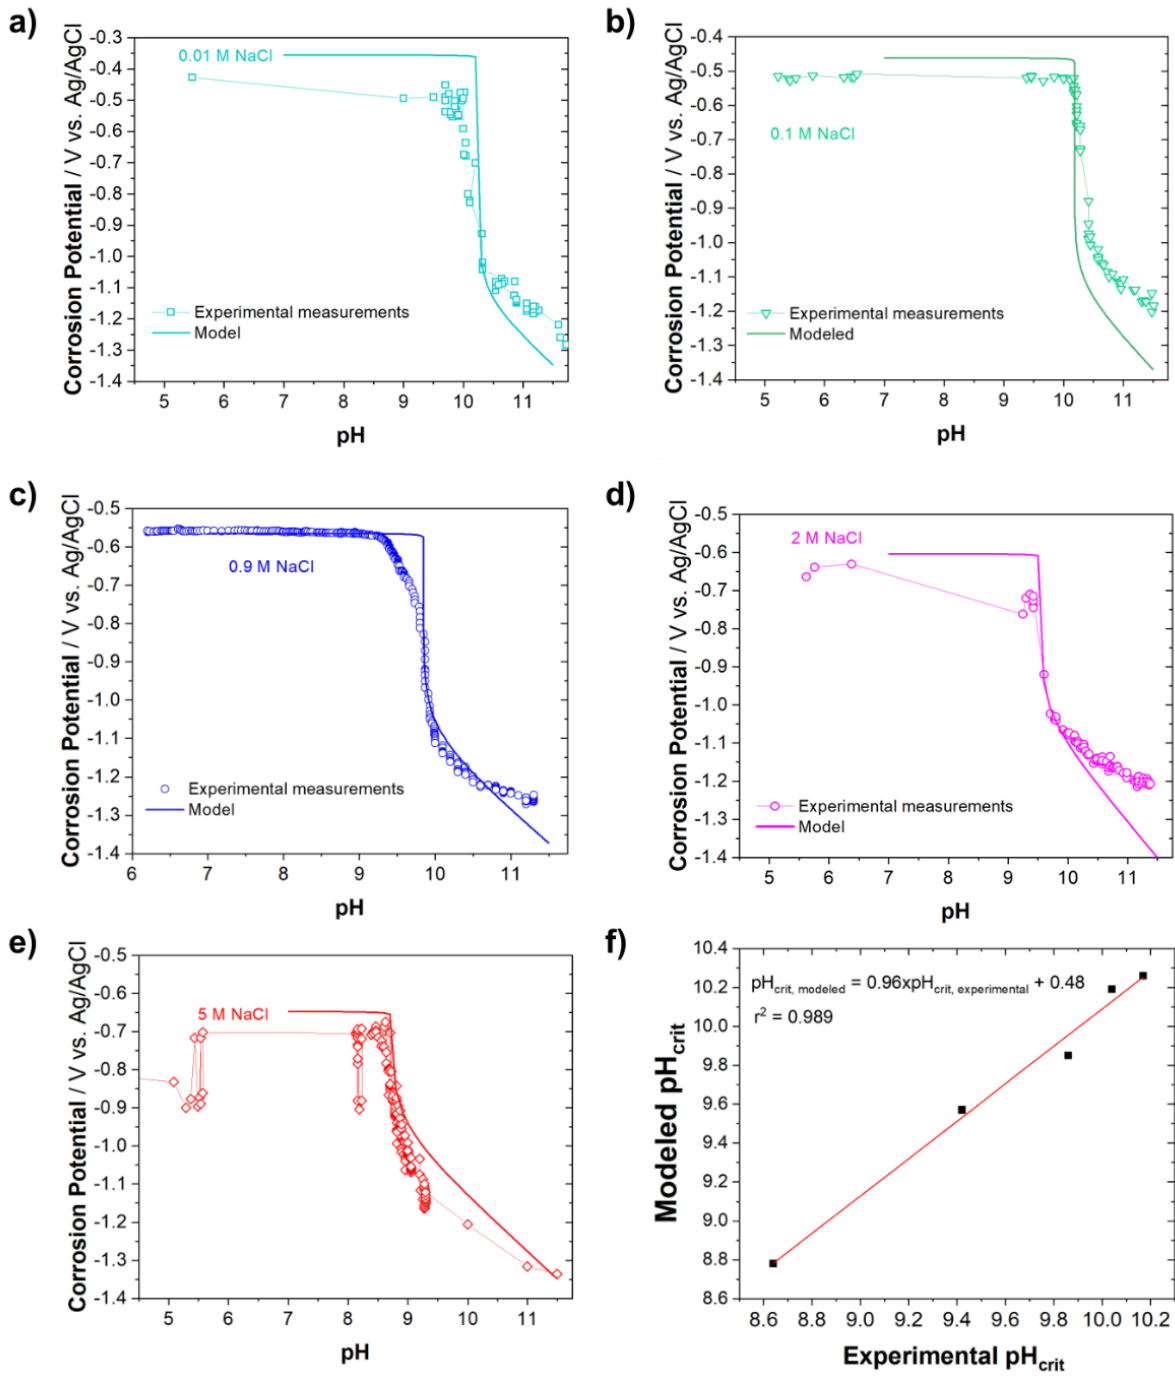 a)
Corrosion Potential / V vs. Ag/AgCl
-0.3
-0.4
-0.5
-0.6
-0.7
-0.8
-0.9
-1.0
-1.1
-1.2
-1.3
-1.4
0.01 M NaCl
Experimental measurements
Model
5 6 7 8 9 10 11
pH
b)
Corrosion Potential / V vs. Ag/AgCl
-0.4
-0.5
-0.6
-0.7
-0.8
-0.9
-1.0
-1.1
-1.2
-1.3
-1.4
0.1 M NaCl
Experimental measurements
Modeled
5 6 7 8 9 10 11
pH
c)
Corrosion Potential / V vs. Ag/AgCl
-0.5
-0.6
-0.7
-0.8
-0.9
-1.0
-1.1
-1.2
-1.3
-1.4
0.9 M NaCl
Experimental measurements
Model
6 7 8 9 10 11
pH
d)
Corrosion Potential / V vs. Ag/AgCl
-0.5
-0.6
-0.7
-0.8
-0.9
-1.0
-1.1
-1.2
-1.3
-1.4
2 M NaCl
Experimental measurements
Model
5 6 7 8 9 10 11
pH
e)
Corrosion Potential / V vs. Ag/AgCl
-0.5
-0.6
-0.7
-0.8
-0.9
-1.0
-1.1
-1.2
-1.3
-1.4
5 M NaCl
5 6 7 8 9 10 11
pH
f)
Modeled pHcrit
10.4
10.2
10.0
9.8
9.6
9.4
9.2
9.0
8.8
8.6
pHcrit, modeled = 0.96xpHcrit, experimental + 0.48
r² = 0.989
8.6 8.8 9.0 9.2 9.4 9.6 9.8 10.0 10.2
Experimental pHcrit